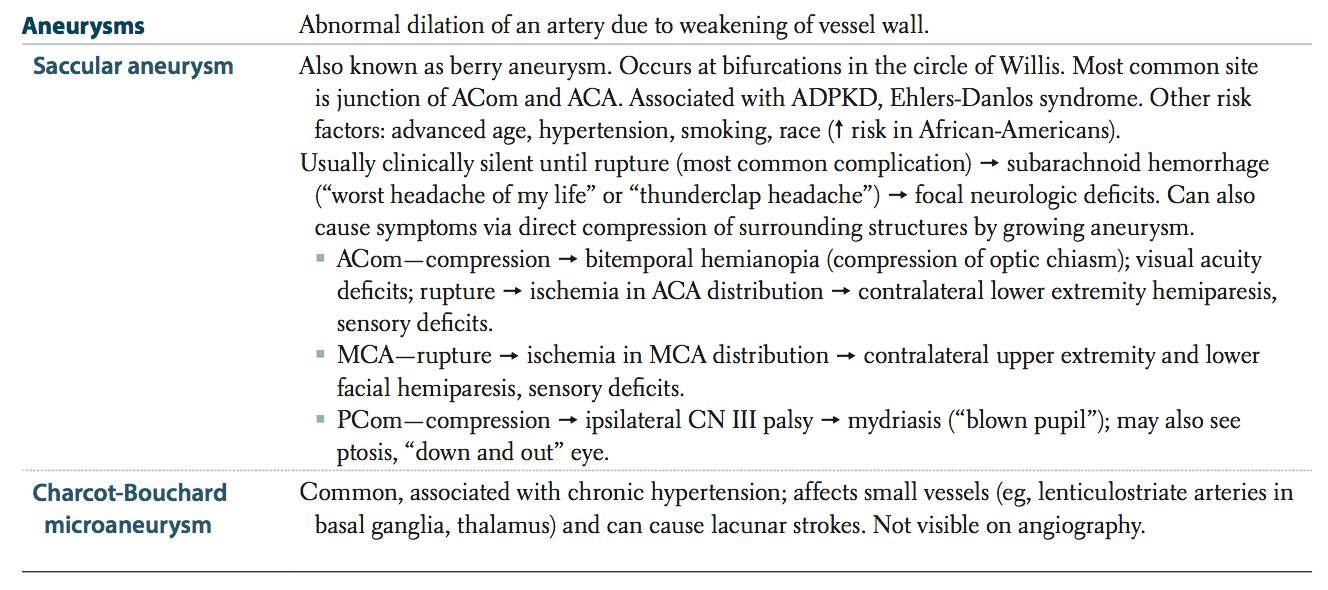 Aneurysms Abnormal dilation of an artery due to weakening of vessel wall.
Saccular aneurysm Also known as berry aneurysm. Occurs at bifurcations in the circle of Willis. Most common site
is junction of ACom and ACA. Associated with ADPKD, Ehlers-Danlos syndrome. Other risk
factors: advanced age, hypertension, smoking, race (↑ risk in African-Americans).
Usually clinically silent until rupture (most common complication) → subarachnoid hemorrhage
(“worst headache of my life” or “thunderclap headache”) → focal neurologic deficits. Can also
cause symptoms via direct compression of surrounding structures by growing aneurysm.
▪ ACom—compression → bitemporal hemianopia (compression of optic chiasm); visual acuity
deficits; rupture → ischemia in ACA distribution → contralateral lower extremity hemiparesis,
sensory deficits.
▪ MCA—rupture → ischemia in MCA distribution → contralateral upper extremity and lower
facial hemiparesis, sensory deficits.
▪ PCom—compression → ipsilateral CN III palsy → mydriasis (“blown pupil”); may also see
ptosis, “down and out” eye.
Charcot-Bouchard Common, associated with chronic hypertension; affects small vessels (eg, lenticulostriate arteries in
microaneurysm basal ganglia, thalamus) and can cause lacunar strokes. Not visible on angiography.